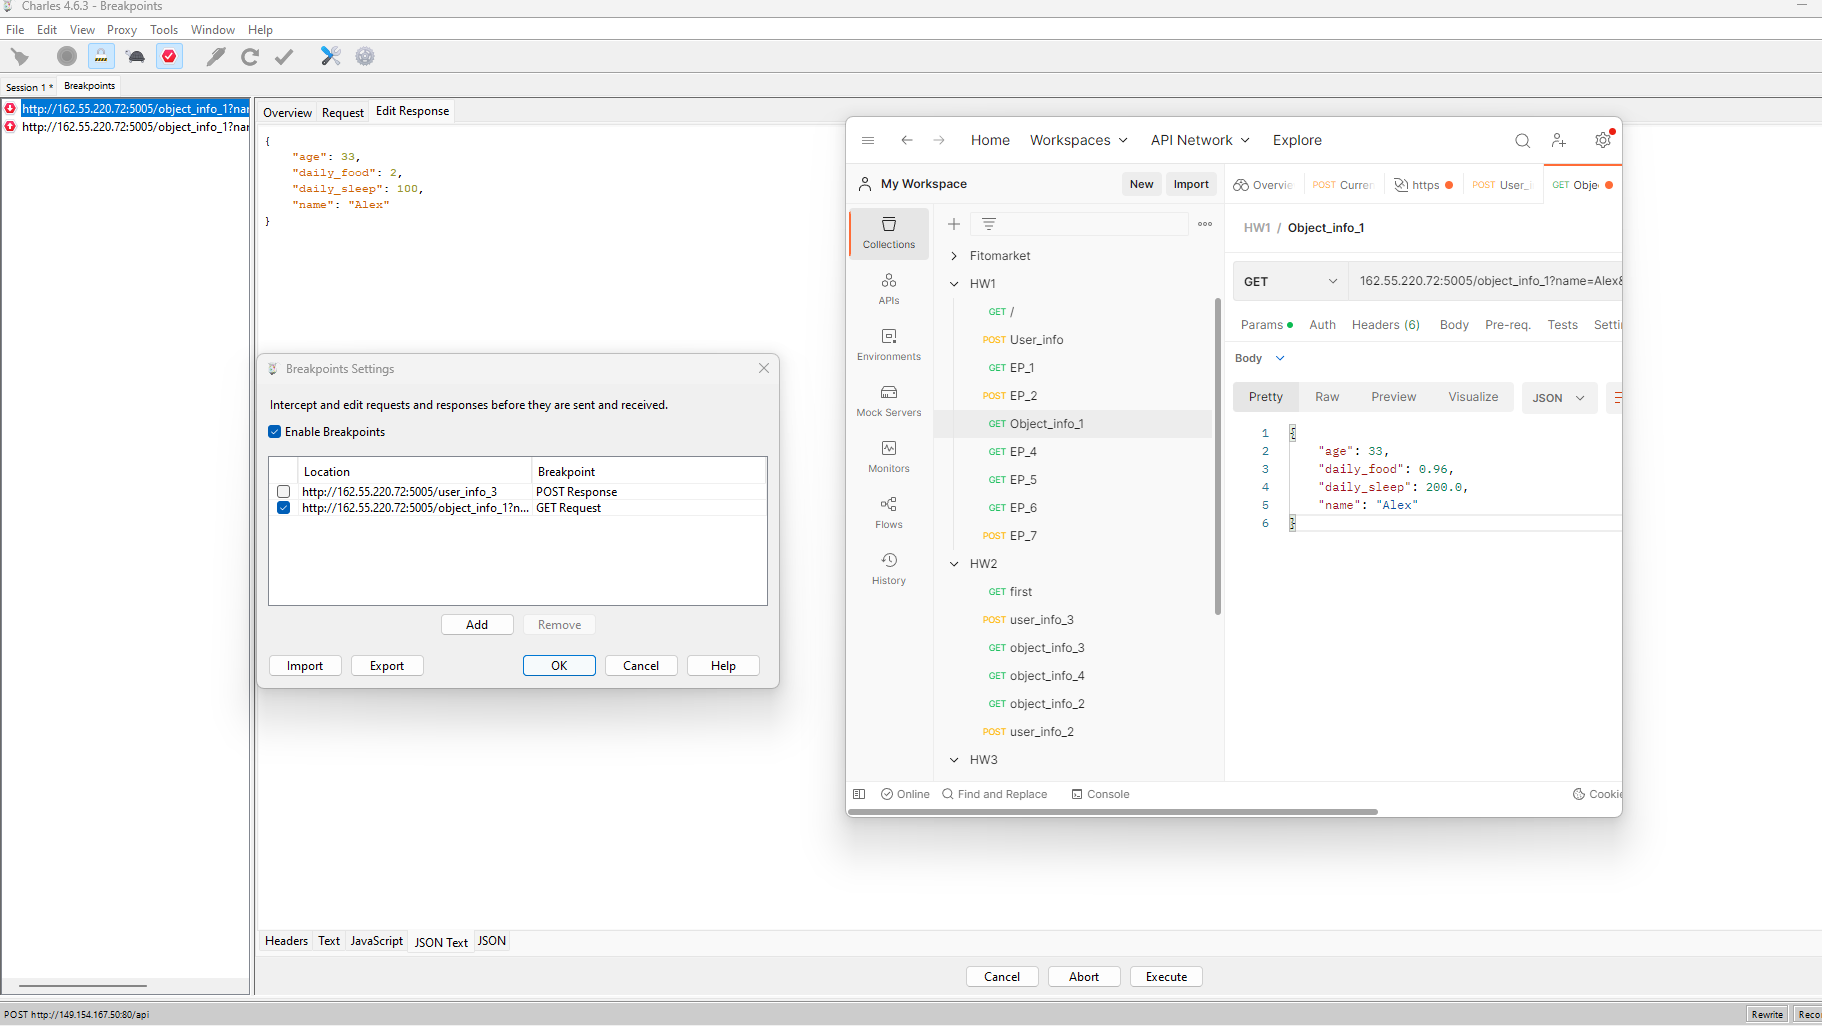 Charles 4.6.3 - Breakpoints
File Edit View Proxy Tools Window Help
Session 1 * Breakpoints
http://162.55.220.72:5005/object_info_1?nar
http://162.55.220.72:5005/object_info_1?nar
Overview Request Edit Response
{
"age": 33,
"daily_food": 2,
"daily_sleep": 100,
"name": "Alex"
}
Breakpoints Settings
Intercept and edit requests and responses before they are sent and received.
Enable Breakpoints
Location Breakpoint
http://162.55.220.72:5005/user_info_3 POST Response
http://162.55.220.72:5005/object_info_1?n... GET Request
Add Remove
Import Export OK Cancel Help
Home Workspaces API Network Explore
My Workspace New Import
Overvie POST Curren https POST User_i GET Obje
Collections
APIs
Environments
Mock Servers
Monitors
Flows
History
Fitomarket
HW1
GET /
POST User_info
GET EP_1
POST EP_2
GET Object_info_1
GET EP_4
GET EP_5
GET EP_6
POST EP_7
HW2
GET first
POST user_info_3
GET object_info_3
GET object_info_4
GET object_info_2
POST user_info_2
HW3
HW1 / Object_info_1
GET 162.55.220.72:5005/object_info_1?name=Alex&
Params Auth Headers (6) Body Pre-req. Tests Settin
Body
Pretty Raw Preview Visualize JSON
1 {
2 "age": 33,
3 "daily_food": 0.96,
4 "daily_sleep": 200.0,
5 "name": "Alex"
6 }
Online Find and Replace Console Cookie
Headers Text JavaScript JSON Text JSON
Cancel Abort Execute
POST http://149.154.167.50:80/api Rewrite Reco